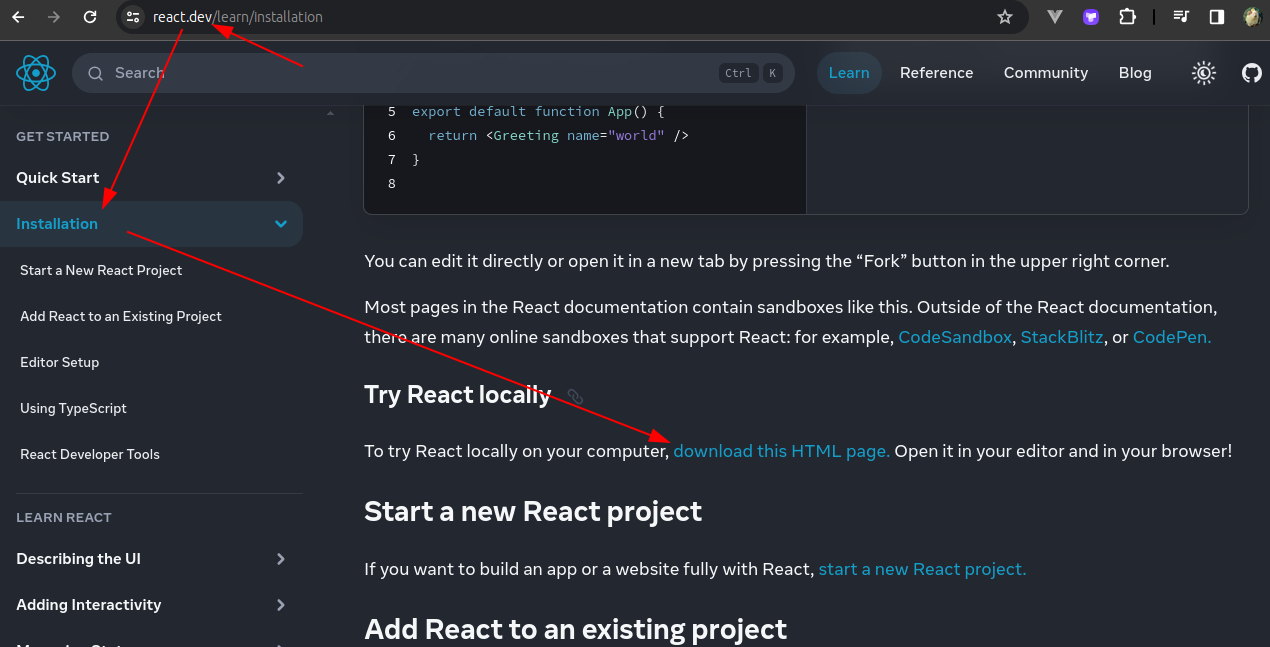 react.dev/learn/installation
Search
Ctrl K
Learn
Reference
Community
Blog
GET STARTED
Quick Start
Installation
Start a New React Project
Add React to an Existing Project
Editor Setup
Using TypeScript
React Developer Tools
LEARN REACT
Describing the UI
Adding Interactivity
5 export default function App() {
6 return <Greeting name="world" />
7 }
8
You can edit it directly or open it in a new tab by pressing the “Fork” button in the upper right corner.
Most pages in the React documentation contain sandboxes like this. Outside of the React documentation,
there are many online sandboxes that support React: for example, CodeSandbox, StackBlitz, or CodePen.
Try React locally
To try React locally on your computer, download this HTML page. Open it in your editor and in your browser!
Start a new React project
If you want to build an app or a website fully with React, start a new React project.
Add React to an existing project